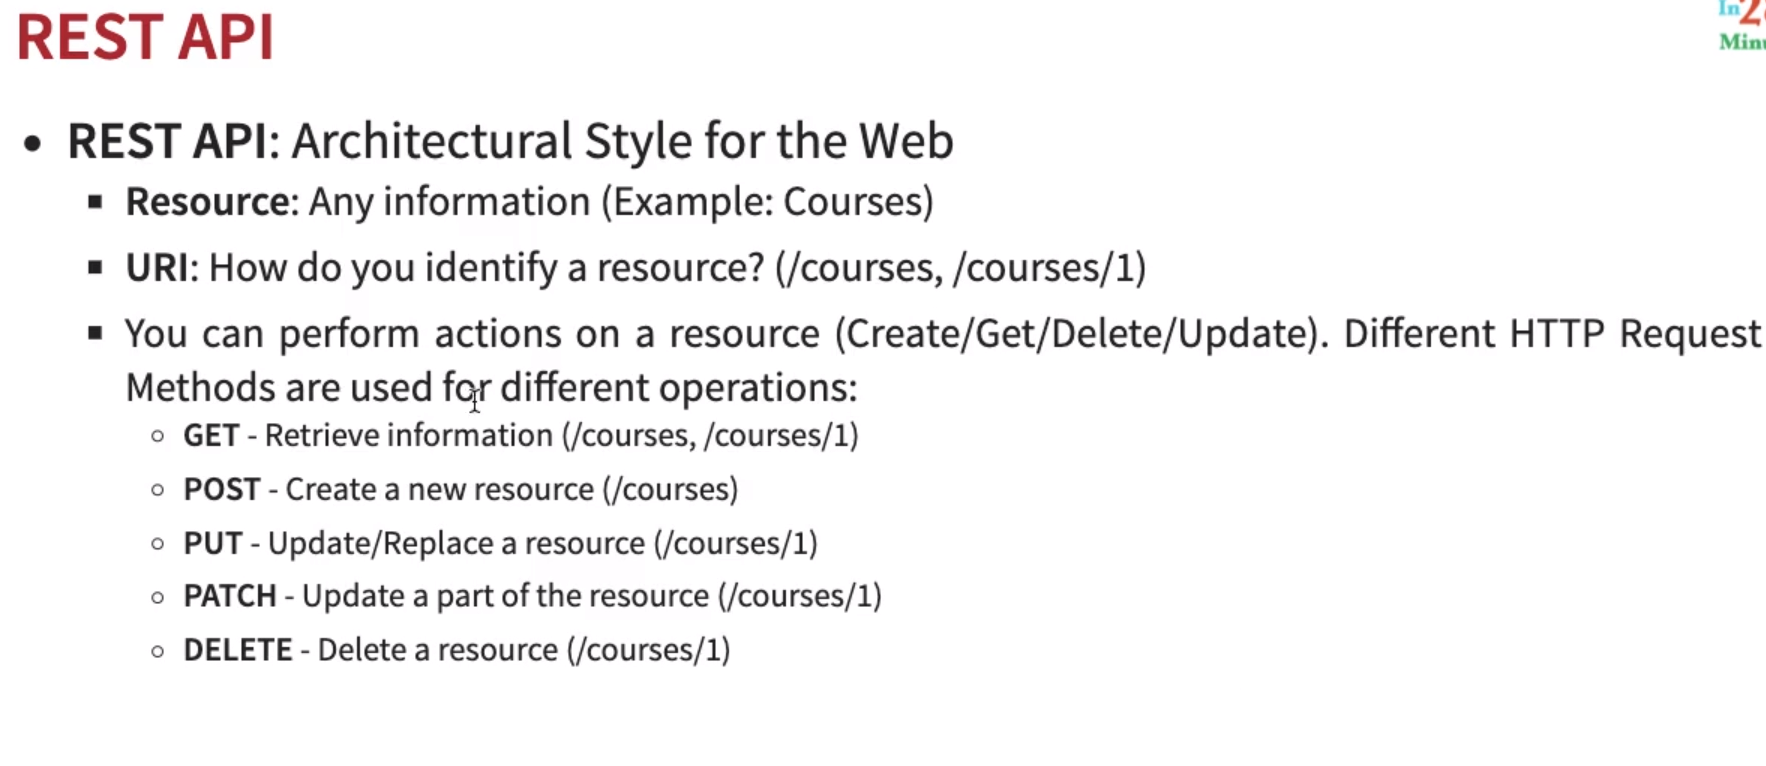 REST API
In
Min
• REST API: Architectural Style for the Web
▪ Resource: Any information (Example: Courses)
▪ URI: How do you identify a resource? (/courses, /courses/1)
▪ You can perform actions on a resource (Create/Get/Delete/Update). Different HTTP Request
Methods are used for different operations:
○ GET - Retrieve information (/courses, /courses/1)
○ POST - Create a new resource (/courses)
○ PUT - Update/Replace a resource (/courses/1)
○ PATCH - Update a part of the resource (/courses/1)
○ DELETE - Delete a resource (/courses/1)